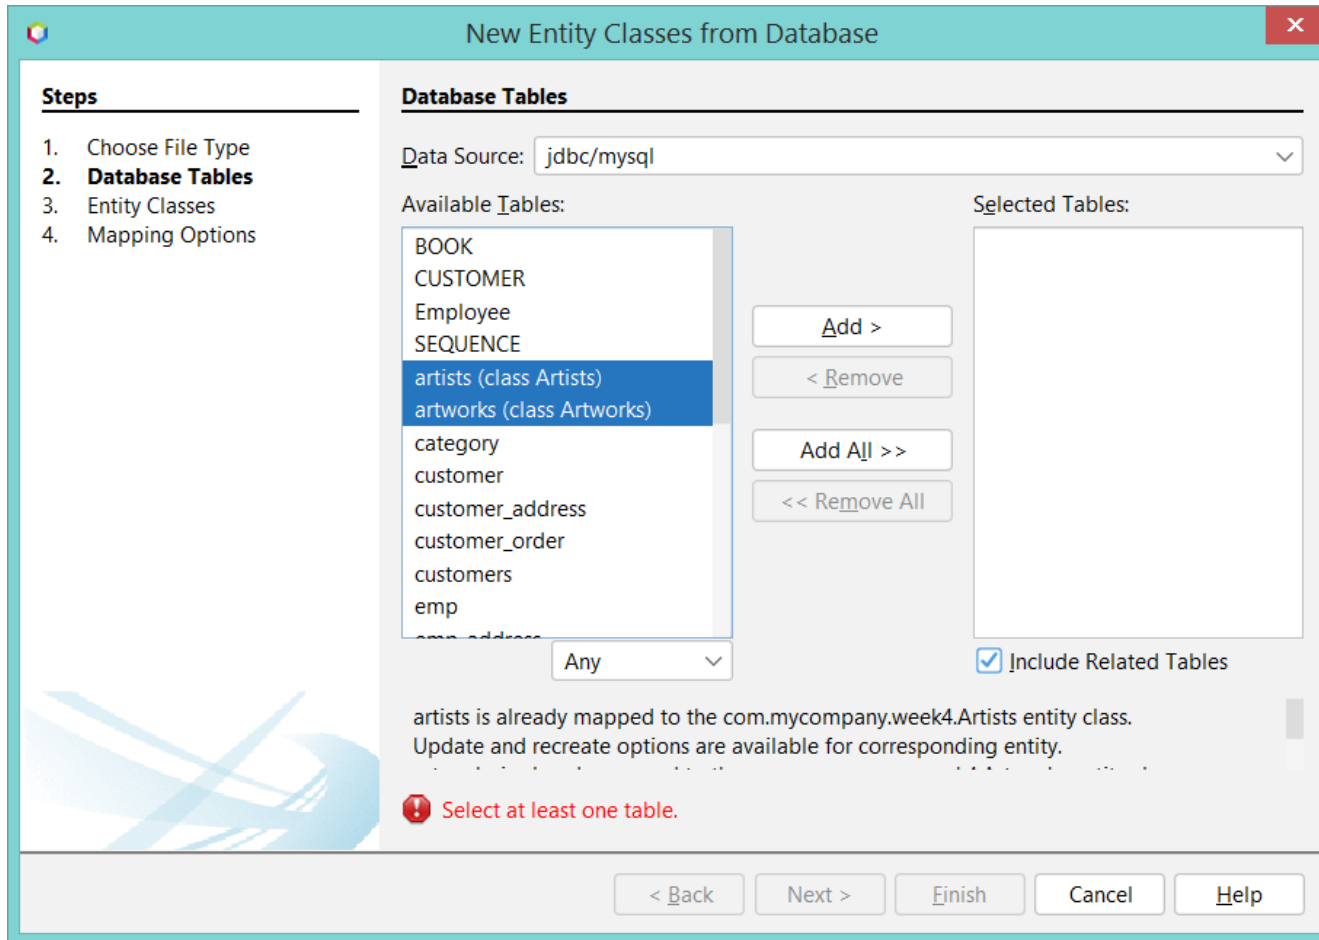 New Entity Classes from Database
Steps
1. Choose File Type
2. Database Tables
3. Entity Classes
4. Mapping Options
Database Tables
Data Source: jdbc/mysql
Available Tables:
BOOK
CUSTOMER
Employee
SEQUENCE
artists (class Artists)
artworks (class Artworks)
category
customer
customer_address
customer_order
customers
emp
Any
Add >
< Remove
Add All >>
<< Remove All
Selected Tables:
Include Related Tables
artists is already mapped to the com.mycompany.week4.Artists entity class.
Update and recreate options are available for corresponding entity.
Select at least one table.
< Back Next > Finish Cancel Help